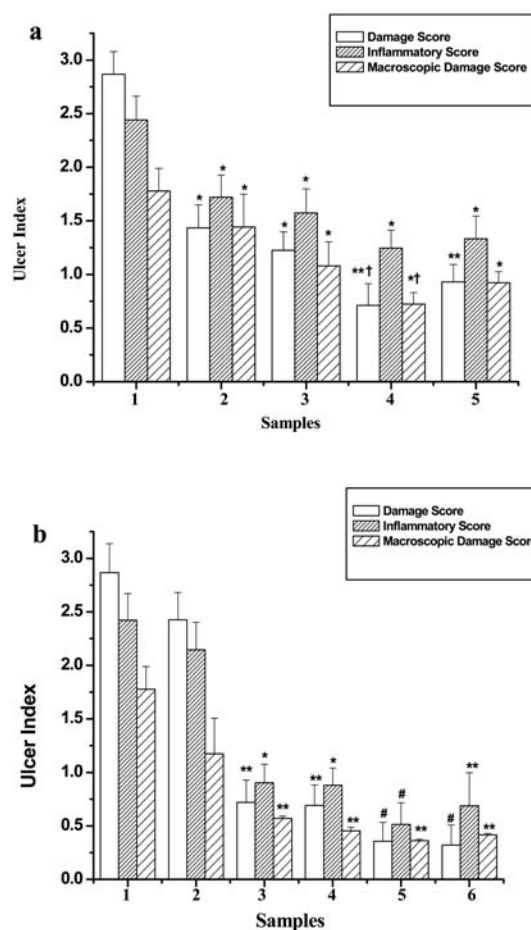 a
Damage Score
Inflammatory Score
Macroscopic Damage Score
3.0
2.5
2.0
1.5
1.0
0.5
0.0
Ulcer Index
* * *
* * *
**† * *†
** * *
1 2 3 4 5
Samples
b
Damage Score
Inflammatory Score
Macroscopic Damage Score
3.0
2.5
2.0
1.5
1.0
0.5
0.0
Ulcer Index
** * **
** * **
# # **
# ** **
1 2 3 4 5 6
Samples